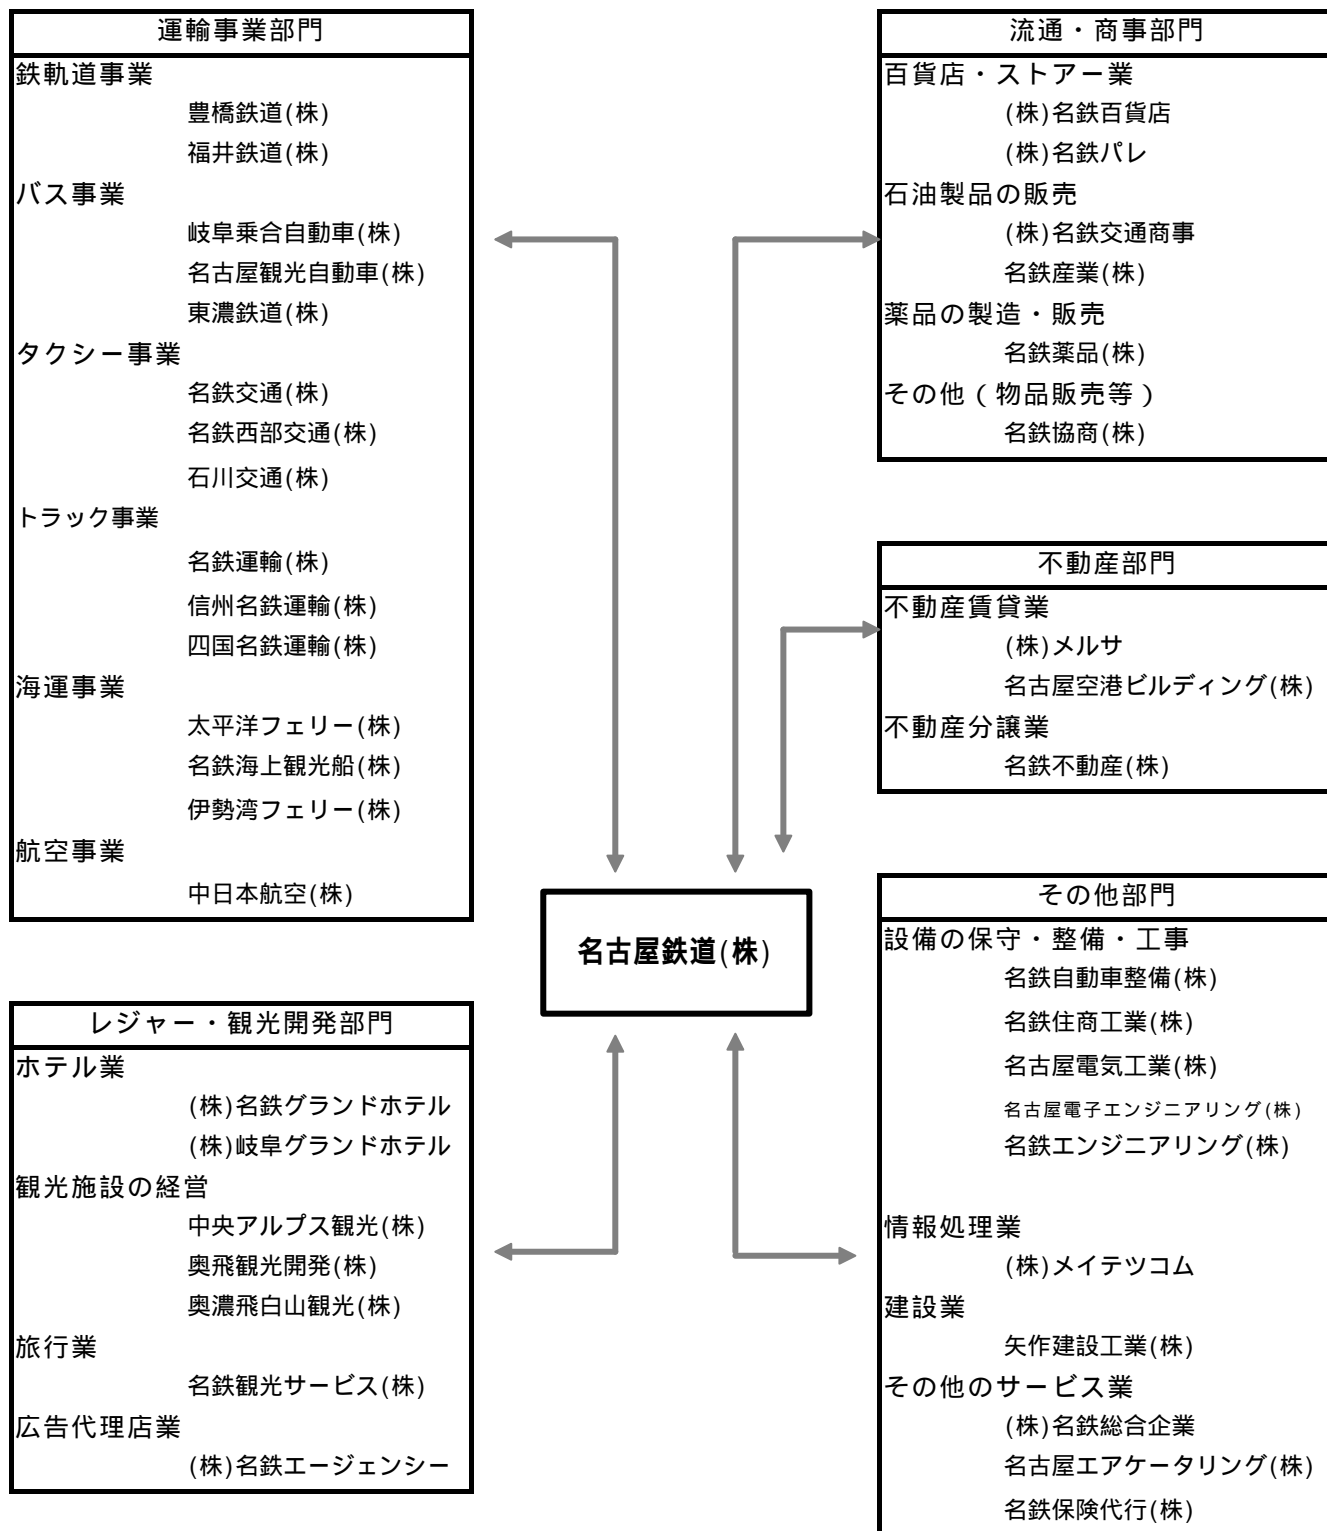 運輸事業部門
鉄軌道事業
豊橋鉄道(株)
福井鉄道(株)
バス事業
岐阜乗合自動車(株)
名古屋観光自動車(株)
東濃鉄道(株)
タクシー事業
名鉄交通(株)
名鉄西部交通(株)
石川交通(株)
トラック事業
名鉄運輸(株)
信州名鉄運輸(株)
四国名鉄運輸(株)
海運事業
太平洋フェリー(株)
名鉄海上観光船(株)
伊勢湾フェリー(株)
航空事業
中日本航空(株)
レジャー・観光開発部門
ホテル業
(株)名鉄グランドホテル
(株)岐阜グランドホテル
観光施設の経営
中央アルプス観光(株)
奥飛観光開発(株)
奥濃飛白山観光(株)
旅行業
名鉄観光サービス(株)
広告代理店業
(株)名鉄エージェンシー
名古屋鉄道(株)
流通・商事部門
百貨店・ストアー業
(株)名鉄百貨店
(株)名鉄パレ
石油製品の販売
(株)名鉄交通商事
名鉄産業(株)
薬品の製造・販売
名鉄薬品(株)
その他(物品販売等)
名鉄協商(株)
不動産部門
不動産賃貸業
(株)メルサ
名古屋空港ビルディング(株)
不動産分譲業
名鉄不動産(株)
その他部門
設備の保守・整備・工事
名鉄自動車整備(株)
名鉄住商工業(株)
名古屋電気工業(株)
名古屋電子エンジニアリング(株)
名鉄エンジニアリング(株)
情報処理業
(株)メイテツコム
建設業
矢作建設工業(株)
その他のサービス業
(株)名鉄総合企業
名古屋エアケータリング(株)
名鉄保険代行(株)